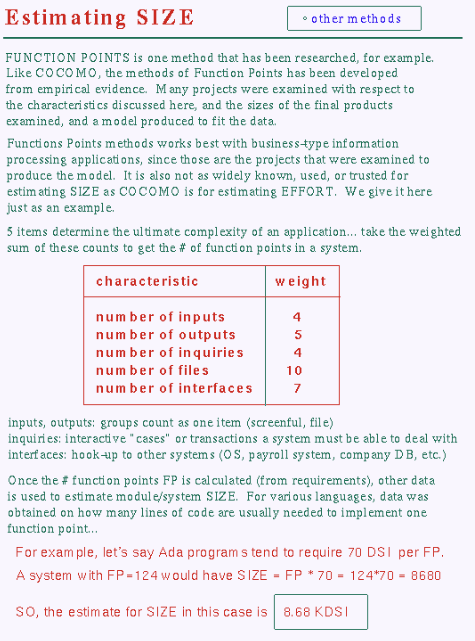 Estimating SIZE
◦ other methods
FUNCTION POINTS is one method that has been researched, for example.
Like COCOMO, the methods of Function Points has been developed
from empirical evidence. Many projects were examined with respect to
the characteristics discussed here, and the sizes of the final products
examined, and a model produced to fit the data.
Functions Points methods works best with business-type information
processing applications, since those are the projects that were examined to
produce the model. It is also not as widely known, used, or trusted for
estimating SIZE as COCOMO is for estimating EFFORT. We give it here
just as an example.
5 items determine the ultimate complexity of an application... take the weighted
sum of these counts to get the # of function points in a system.
characteristic weight
number of inputs 4
number of outputs 5
number of inquiries 4
number of files 10
number of interfaces 7
inputs, outputs: groups count as one item (screenful, file)
inquiries: interactive "cases" or transactions a system must be able to deal with
interfaces: hook-up to other systems (OS, payroll system, company DB, etc.)
Once the # function points FP is calculated (from requirements), other data
is used to estimate module/system SIZE. For various languages, data was
obtained on how many lines of code are usually needed to implement one
function point...
For example, let's say Ada programs tend to require 70 DSI per FP.
A system with FP=124 would have SIZE = FP * 70 = 124*70 = 8680
SO, the estimate for SIZE in this case is 8.68 KDSI